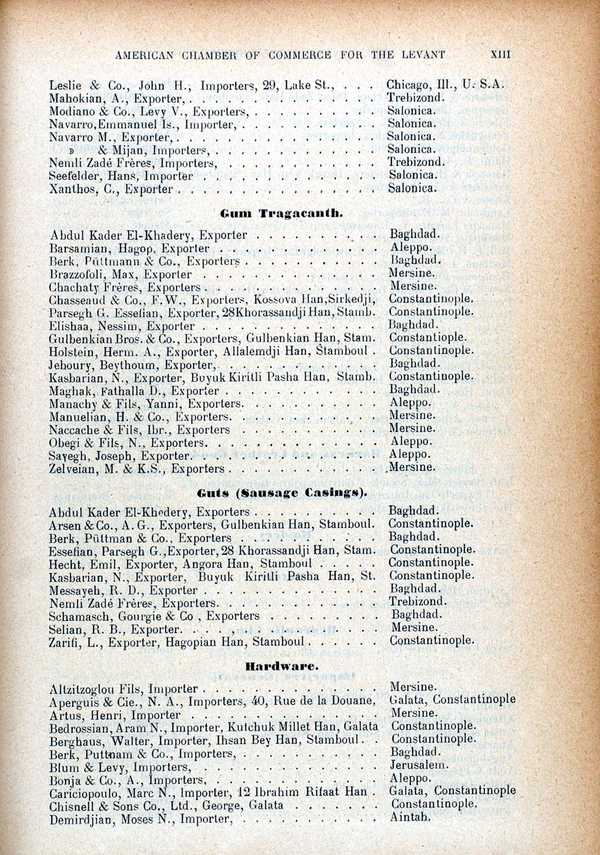 AMERICAN CHAMBER OF COMMERCE FOR THE LEVANT XIII
Leslie & Co., John H., Importers, 29, Lake St., . . . Chicago, Ill., U. S.A.
Mahokian, A., Exporter, . . . . . . . . . . . . . . Trebizond.
Modiano & Co., Levy V., Exporters, . . . . . . . . . Salonica.
Navarro, Emmanuel Is., Importer, . . . . . . . . . . Salonica.
Navarro M., Exporter, . . . . . . . . . . . . . . . Salonica.
» & Mijan, Importers, . . . . . . . . . . . . Salonica.
Nemli Zadé Frères, Importers, . . . . . . . . . . . Trebizond.
Seefelder, Hans, Importer . . . . . . . . . . . . . Salonica.
Xanthos, C., Exporter . . . . . . . . . . . . . . . Salonica.
Gum Tragacanth.
Abdul Kader El-Khadery, Exporter . . . . . . . . . . Baghdad.
Barsamian, Hagop, Exporter . . . . . . . . . . . . Aleppo.
Berk, Püttmann & Co., Exporters . . . . . . . . . . Baghdad.
Brazzofoli, Max, Exporter . . . . . . . . . . . . . Mersine.
Chachaty Frères, Exporters . . . . . . . . . . . . . Mersine.
Chasseaud & Co., F.W., Exporters, Kossova Han, Sirkedji, Constantinople.
Parsegh G. Essefian, Exporter, 28 Khorassandji Han, Stamb. Constantinople.
Elishaa, Nessim, Exporter . . . . . . . . . . . . . Baghdad.
Gulbenkian Bros. & Co., Exporters, Gulbenkian Han, Stam. Constantiople.
Holstein, Herm. A., Exporter, Allalemdji Han, Stamboul . Constantinople.
Jeboury, Beythoum, Exporter, . . . . . . . . . . . . Baghdad.
Kasbarian, N., Exporter, Buyuk Kiritli Pasha Han, Stamb. Constantinople.
Maghak, Fathalla D., Exporter . . . . . . . . . . . Baghdad.
Manachy & Fils, Yanni, Exporters. . . . . . . . . . Aleppo.
Manuelian, H. & Co., Exporters. . . . . . . . . . . Mersine.
Naccache & Fils, Ibr., Exporters . . . . . . . . . . Mersine.
Obegi & Fils, N., Exporters. . . . . . . . . . . . . Aleppo.
Sayegh, Joseph, Exporter. . . . . . . . . . . . . . Aleppo.
Zelveian, M. & K.S., Exporters . . . . . . . . . . . Mersine.
Guts (Sausage Casings).
Abdul Kader El-Khedery, Exporters . . . . . . . . . Baghdad.
Arsen & Co., A. G., Exporters, Gulbenkian Han, Stamboul. Constantinople.
Berk, Püttman & Co., Exporters . . . . . . . . . . . Baghdad.
Essefian, Parsegh G., Exporter, 28 Khorassandji Han, Stam. Constantinople.
Hecht, Emil, Exporter, Angora Han, Stamboul . . . . . Constantinople.
Kasbarian, N., Exporter, Buyuk Kiritli Pasha Han, St. Constantinople.
Messayeh, R. D., Exporter . . . . . . . . . . . . . Baghdad.
Nemli Zadé Frères, Exporters. . . . . . . . . . . . Trebizond.
Schamasch, Gourgie & Co , Exporters . . . . . . . . Baghdad.
Selian, R. B., Exporter. . . . . . . . . . . . . . . Mersine.
Zarifi, L., Exporter, Hagopian Han, Stamboul . . . . . Constantinople.
Hardware.
Altzitzoglou Fils, Importer . . . . . . . . . . . . Mersine.
Aperguis & Cie., N. A., Importers, 40, Rue de la Douane, Galata, Constantinople
Artus, Henri, Importer . . . . . . . . . . . . . . . Mersine.
Bedrossian, Aram N., Importer, Kutchuk Millet Han, Galata Constantinople.
Berghaus, Walter, Importer, Ihsan Bey Han, Stamboul. . Constantinople.
Berk, Puttnam & Co., Importers, . . . . . . . . . . Baghdad.
Blum & Levy, Importers, . . . . . . . . . . . . . . Jerusalem.
Bonja & Co., A., Importers, . . . . . . . . . . . . Aleppo.
Cariciopoulo, Marc N., Importer, 12 Ibrahim Rifaat Han . Galata, Constantinople
Chisnell & Sons Co., Ltd., George, Galata . . . . . . . Constantinople.
Demirdjian, Moses N., Importer, . . . . . . . . . . Aintab.